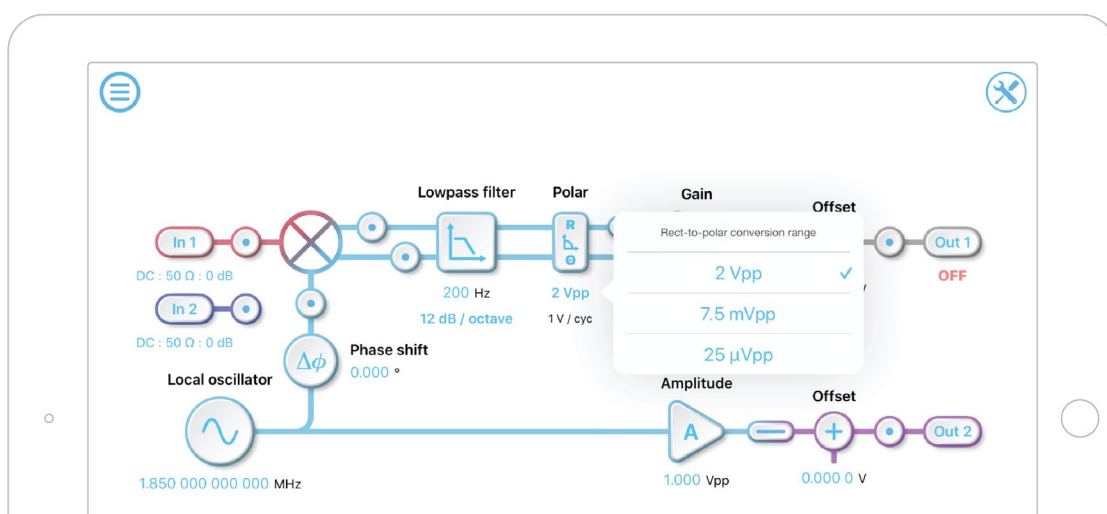 Lowpass filter
Polar
Gain
Offset
Rect-to-polar conversion range
In 1
R
Θ
Out 1
DC : 50 Ω : 0 dB
2 Vpp ✓
OFF
200 Hz
2 Vpp
In 2
12 dB / octave
1 V / cyc
7.5 mVpp
DC : 50 Ω : 0 dB
Δϕ
Phase shift
0.000 °
25 µVpp
Local oscillator
Amplitude
Offset
A
Out 2
1.850 000 000 000 MHz
1.000 Vpp
0.000 0 V